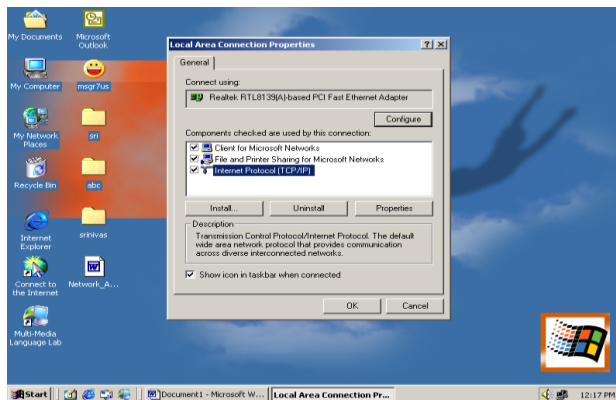 My Documents
Microsoft
Outlook
My Computer
msgr7us
My Network
Places
sri
Recycle Bin
abc
Internet
Explorer
srinivas
Connect to
the Internet
Network_A...
Multi-Media
Language Lab
Local Area Connection Properties
General
Connect using:
Realtek RTL8139(A)-based PCI Fast Ethernet Adapter
Configure
Components checked are used by this connection:
Client for Microsoft Networks
File and Printer Sharing for Microsoft Networks
Internet Protocol (TCP/IP)
Install...
Uninstall
Properties
Description
Transmission Control Protocol/Internet Protocol. The default
wide area network protocol that provides communication
across diverse interconnected networks.
Show icon in taskbar when connected
OK
Cancel
Start
Document1 - Microsoft W...
Local Area Connection Pr...
12:17 PM